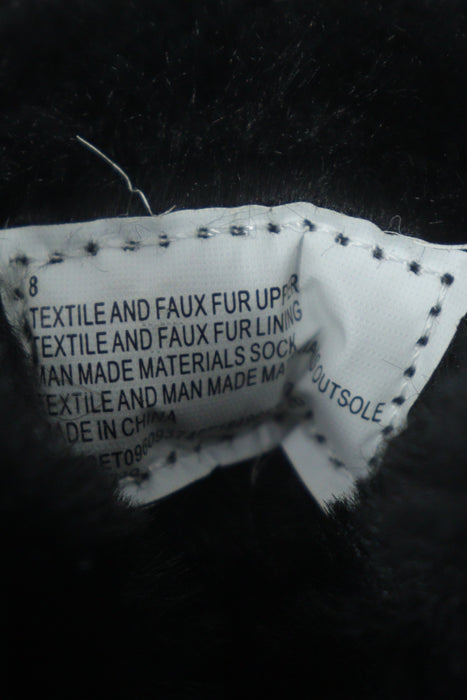 8
TEXTILE AND FAUX FUR UPPER
TEXTILE AND FAUX FUR LINING
MAN MADE MATERIALS SOCK
TEXTILE AND MAN MADE OUTSOLE
MADE IN CHINA